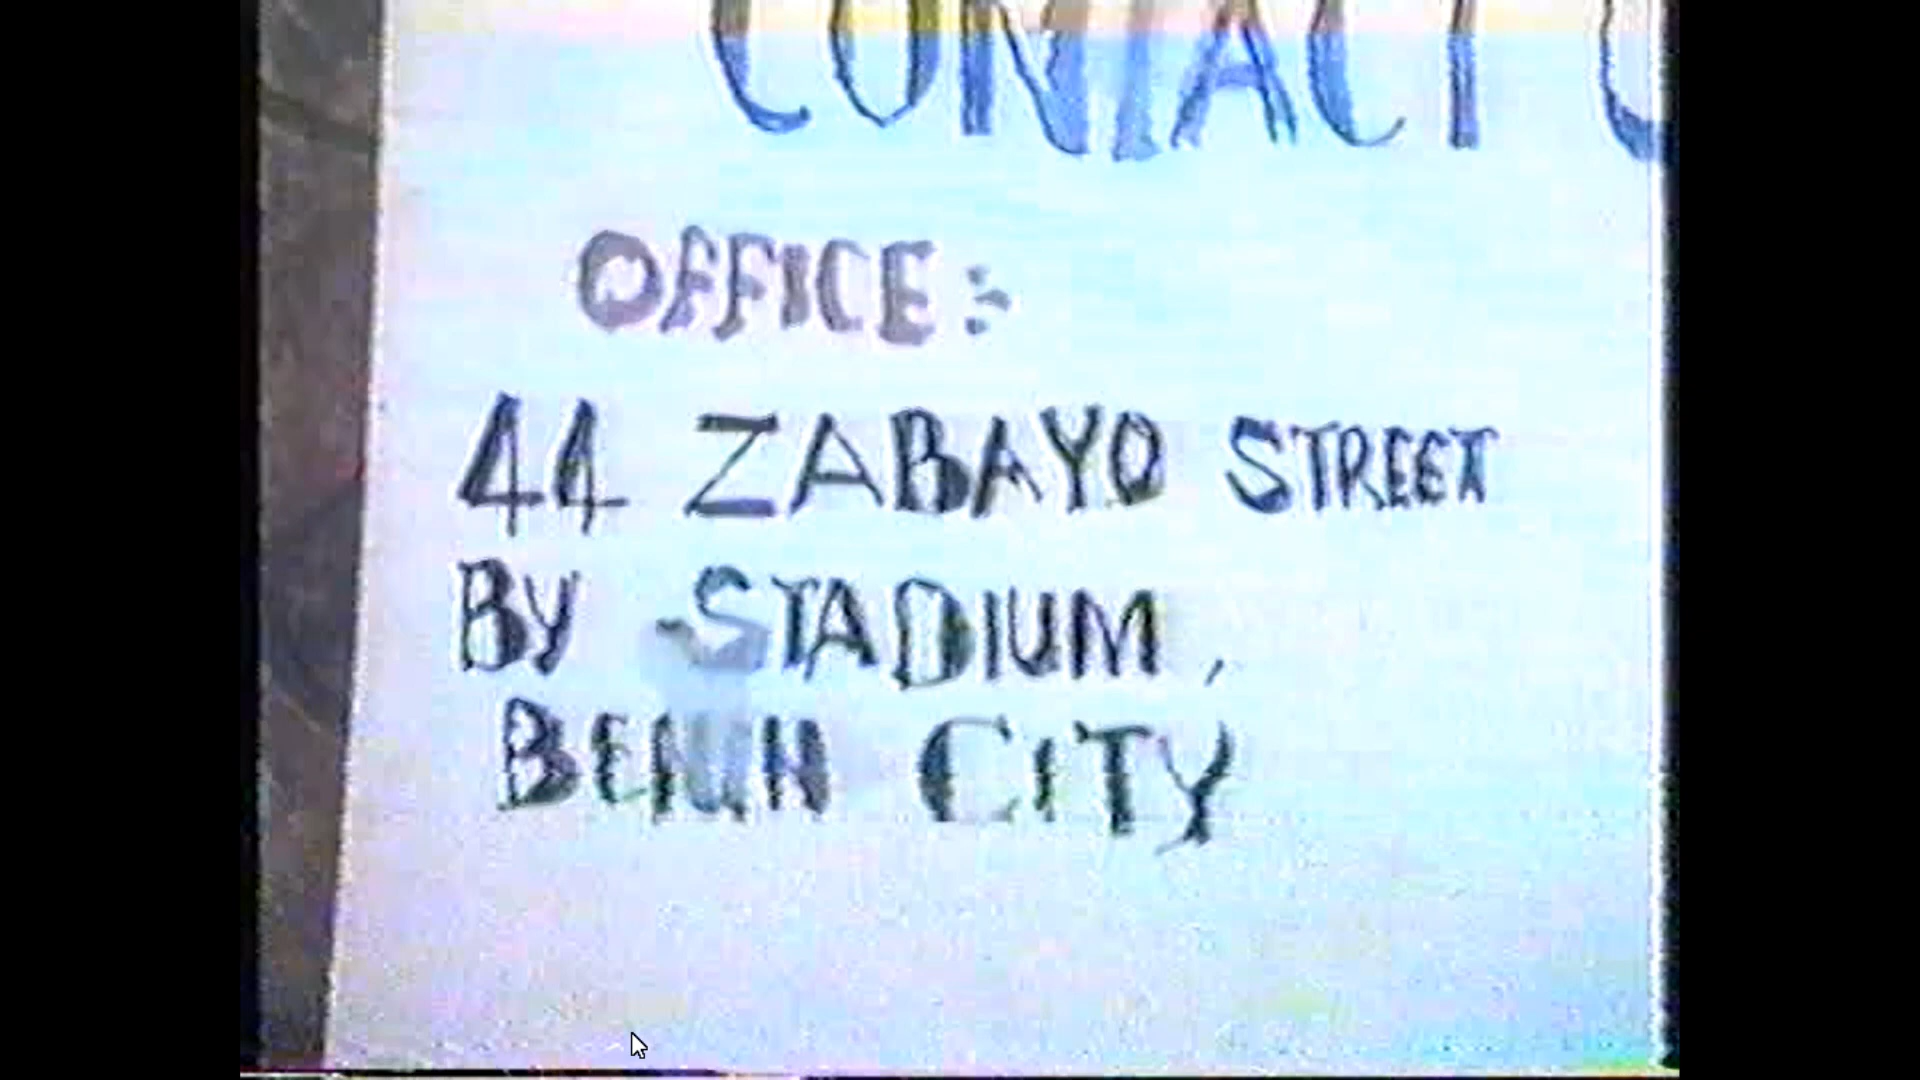 CONTACT
OFFICE:-
44 ZABAYO STREET
BY STADIUM,
BENIN CITY